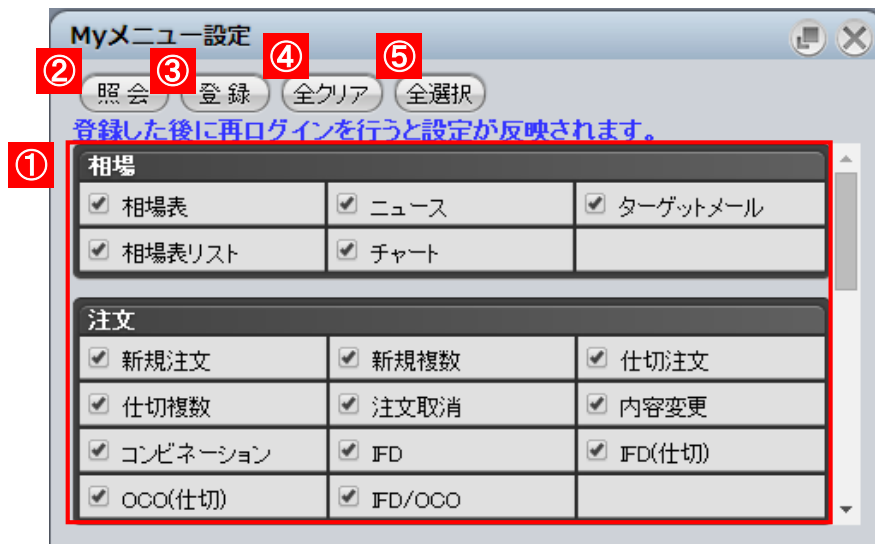 Myメニュー設定
② ③ ④ ⑤
照会 登録 全クリア 全選択
登録した後に再ログインを行うと設定が反映されます。
①
相場
相場表 ニュース ターゲットメール
相場表リスト チャート
注文
新規注文 新規複数 仕切注文
仕切複数 注文取消 内容変更
コンビネーション IFD IFD(仕切)
OCO(仕切) IFD/OCO